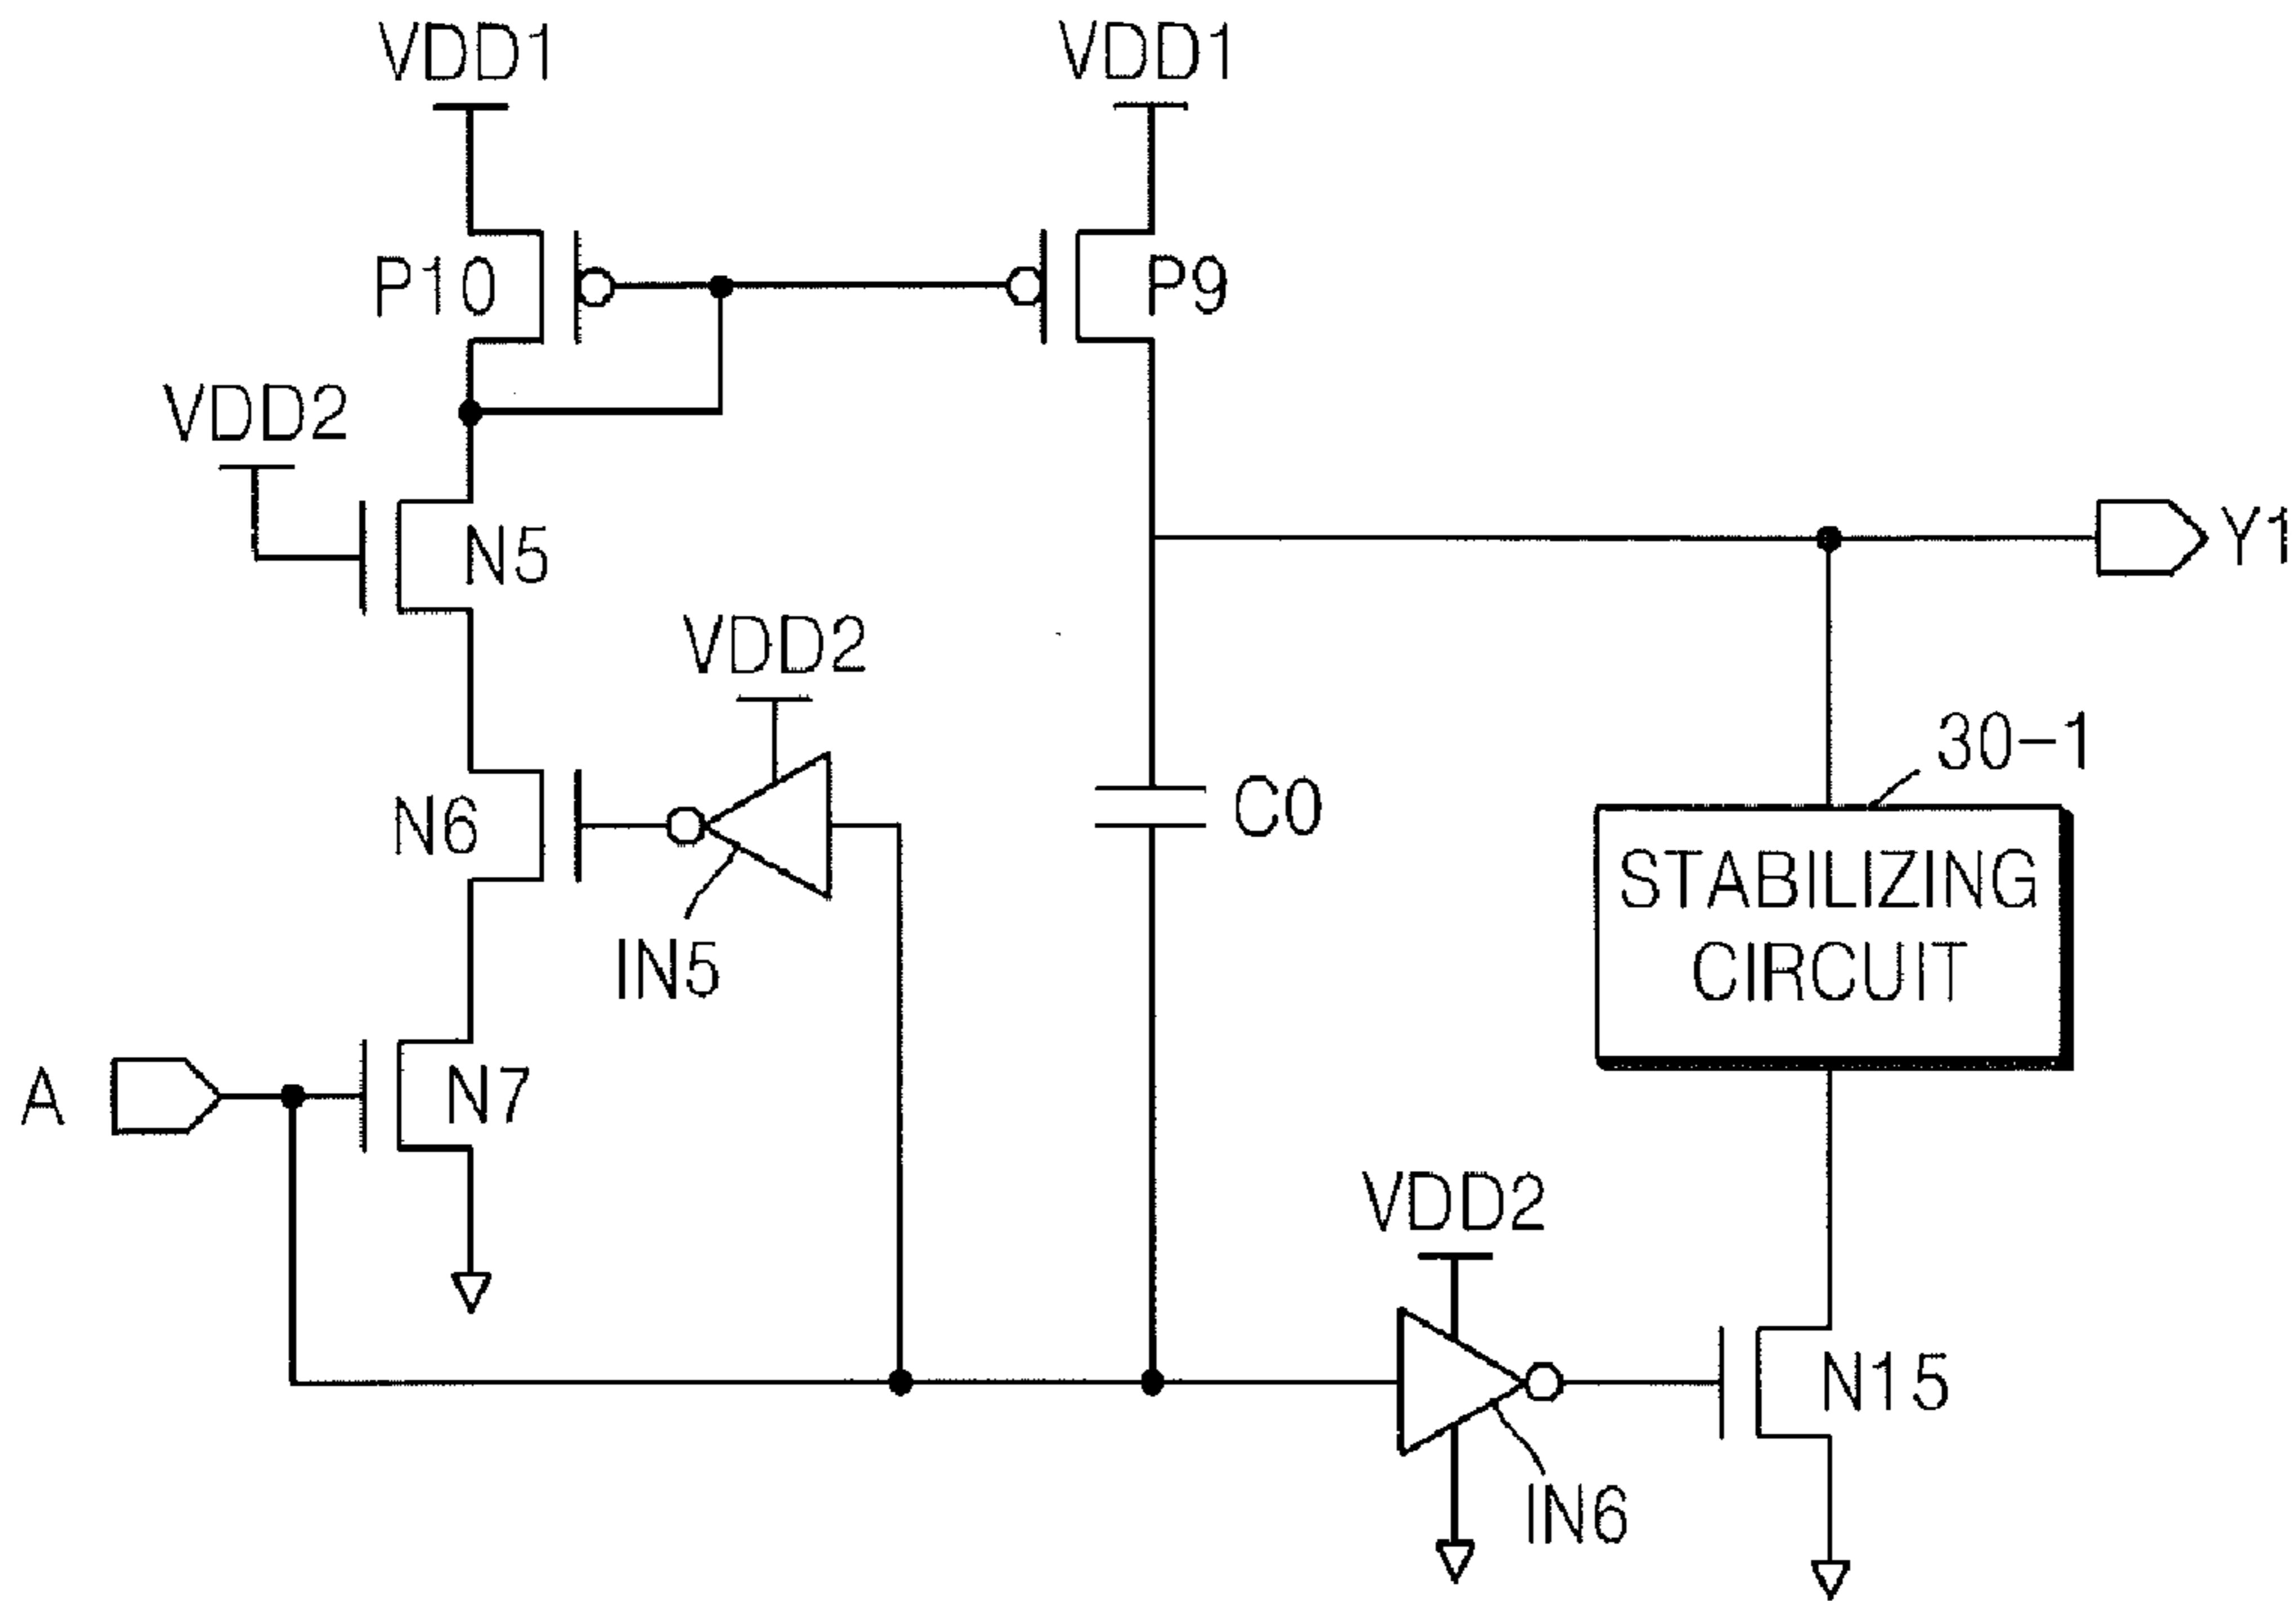 VDD1
VDD1
P10
P9
VDD2
N5
Y1
VDD2
30-1
N6
C0
STABILIZING
CIRCUIT
IN5
A
N7
VDD2
N15
IN6